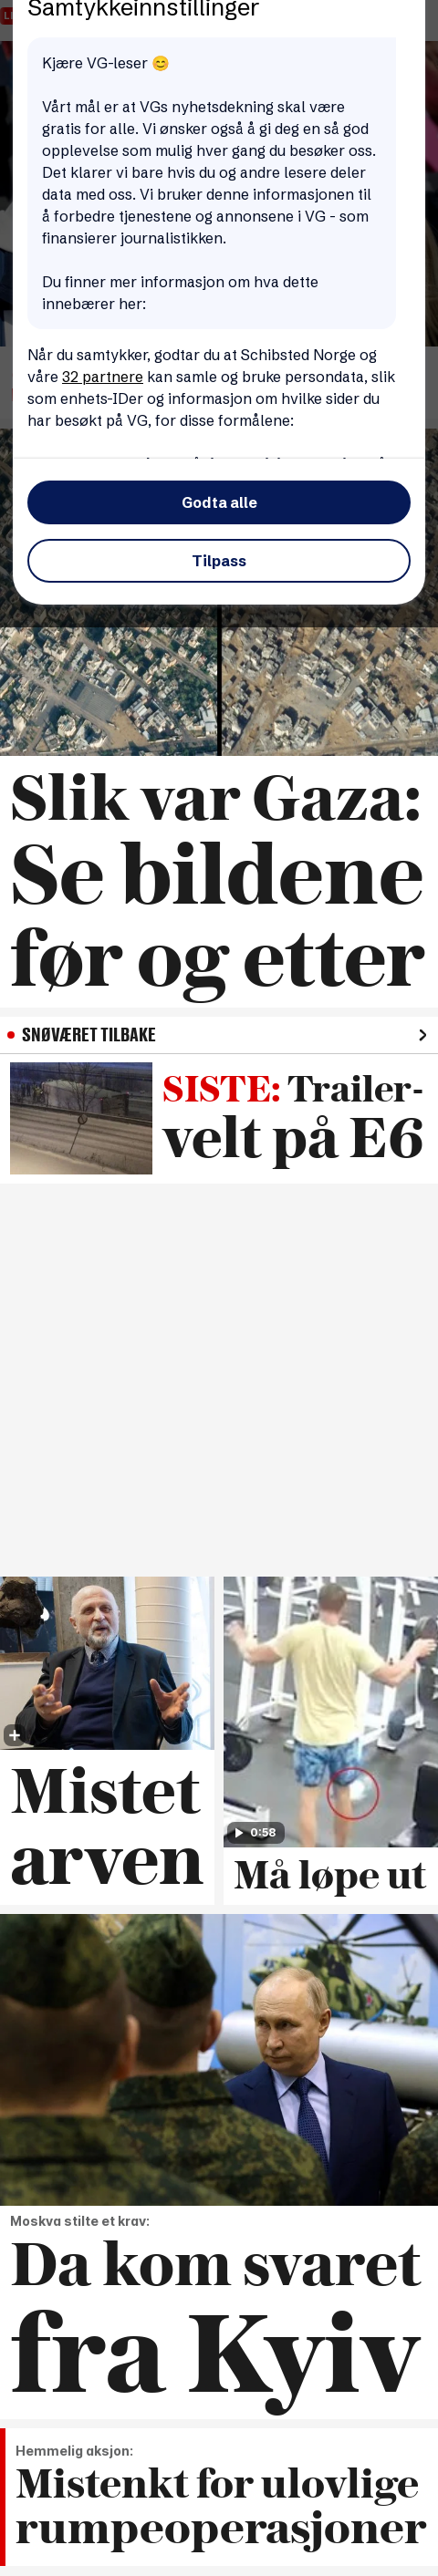 Samtykkeinnstillinger
Kjære VG-leser 😊
Vårt mål er at VGs nyhetsdekning skal være
gratis for alle. Vi ønsker også å gi deg en så god
opplevelse som mulig hver gang du besøker oss.
Det klarer vi bare hvis du og andre lesere deler
data med oss. Vi bruker denne informasjonen til
å forbedre tjenestene og annonsene i VG - som
finansierer journalistikken.
Du finner mer informasjon om hva dette
innebærer her:
Når du samtykker, godtar du at Schibsted Norge og
våre 32 partnere kan samle og bruke persondata, slik
som enhets-IDer og informasjon om hvilke sider du
har besøkt på VG, for disse formålene:
Godta alle
Tilpass
Slik var Gaza:
Se bildene
før og etter
SNØVÆRET TILBAKE
SISTE: Trailer-
velt på E6
Mistet
arven
0:58
Må løpe ut
Moskva stilte et krav:
Da kom svaret
fra Kyiv
Hemmelig aksjon:
Mistenkt for ulovlige
rumpeoperasjoner